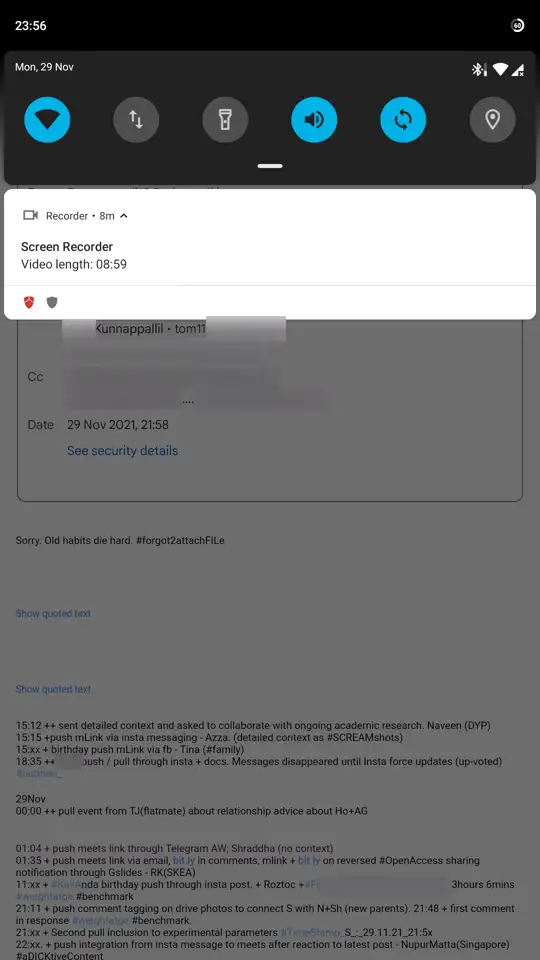 23:56
60
Mon, 29 Nov
Recorder • 8m
Screen Recorder
Video length: 08:59
Kunnappallil • tom11
Cc
....
Date 29 Nov 2021, 21:58
See security details
Sorry. Old habits die hard. #forgot2attachFILe
Show quoted text
Show quoted text
15:12 ++ sent detailed context and asked to collaborate with ongoing academic research. Naveen (DYP)
15:15 +push mLink via insta messaging - Azza. (detailed context as #SCREAMshots)
15:xx + birthday push mLink via fb - Tina (#family)
18:35 ++ push / pull through insta + docs. Messages disappeared until Insta force updates (up-voted)
29Nov
00:00 ++ pull event from TJ(flatmate) about relationship advice about Ho+AG
01:04 + push meets link through Telegram AW; Shraddha (no context)
01:35 + push meets link via email, bit.ly in comments, mlink + bit.ly on reversed #OpenAccess sharing
notification through Gslides - RK(SKEA)
11:xx + birthday push through insta post. + Roztoc + 3hours 6mins
#benchmark
21:11 + push comment tagging on drive photos to connect S with N+Sh (new parents). 21:48 + first comment
in response #benchmark.
21:xx + Second pull inclusion to experimental parameters #TimeStamp_S_:_29.11.21_21:5x
22:xx. + push integration from insta message to meets after reaction to latest post - NupurMatta(Singapore)
#aDICKtiveContent